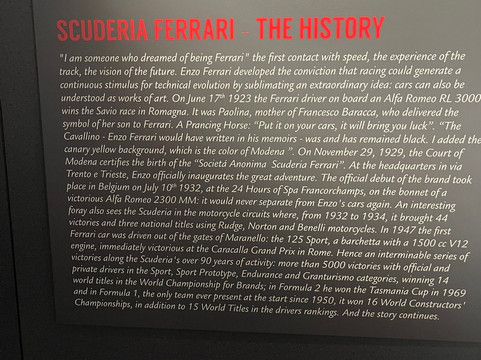 SCUDERIA FERRARI - THE HISTORY
"I am someone who dreamed of being Ferrari" the first contact with speed, the experience of the
track, the vision of the future. Enzo Ferrari developed the conviction that racing could generate a
continuous stimulus for technical evolution by sublimating an extraordinary idea: cars can also be
understood as works of art. On June 17th 1923 the Ferrari driver on board an Alfa Romeo RL 3000
wins the Savio race in Romagna. It was Paolina, mother of Francesco Baracca, who delivered the
symbol of her son to Ferrari. A Prancing Horse: "Put it on your cars, it will bring you luck". "The
Cavallino - Enzo Ferrari would have written in his memoirs - was and has remained black. I added the
canary yellow background, which is the color of Modena ". On November 29, 1929, the Court of
Modena certifies the birth of the "Società Anonima Scuderia Ferrari". At the headquarters in via
Trento e Trieste, Enzo officially inaugurates the great adventure. The official debut of the brand took
place in Belgium on July 10th 1932, at the 24 Hours of Spa Francorchamps, on the bonnet of a
victorious Alfa Romeo 2300 MM: it would never separate from Enzo's cars again. An interesting
foray also sees the Scuderia in the motorcycle circuits where, from 1932 to 1934, it brought 44
victories and three national titles using Rudge, Norton and Benelli motorcycles. In 1947 the first
Ferrari car was driven out of the gates of Maranello: the 125 Sport, a barchetta with a 1500 cc V12
engine, immediately victorious at the Caracalla Grand Prix in Rome. Hence an interminable series of
victories along the Scuderia's over 90 years of activity: more than 5000 victories with official and
private drivers in the Sport, Sport Prototype, Endurance and Granturismo categories, winning 14
world titles in the World Championship for Brands; in Formula 2 he won the Tasmania Cup in 1969
and in Formula 1, the only team ever present at the start since 1950, it won 16 World Constructors'
Championships, in addition to 15 World Titles in the drivers rankings. And the story continues.